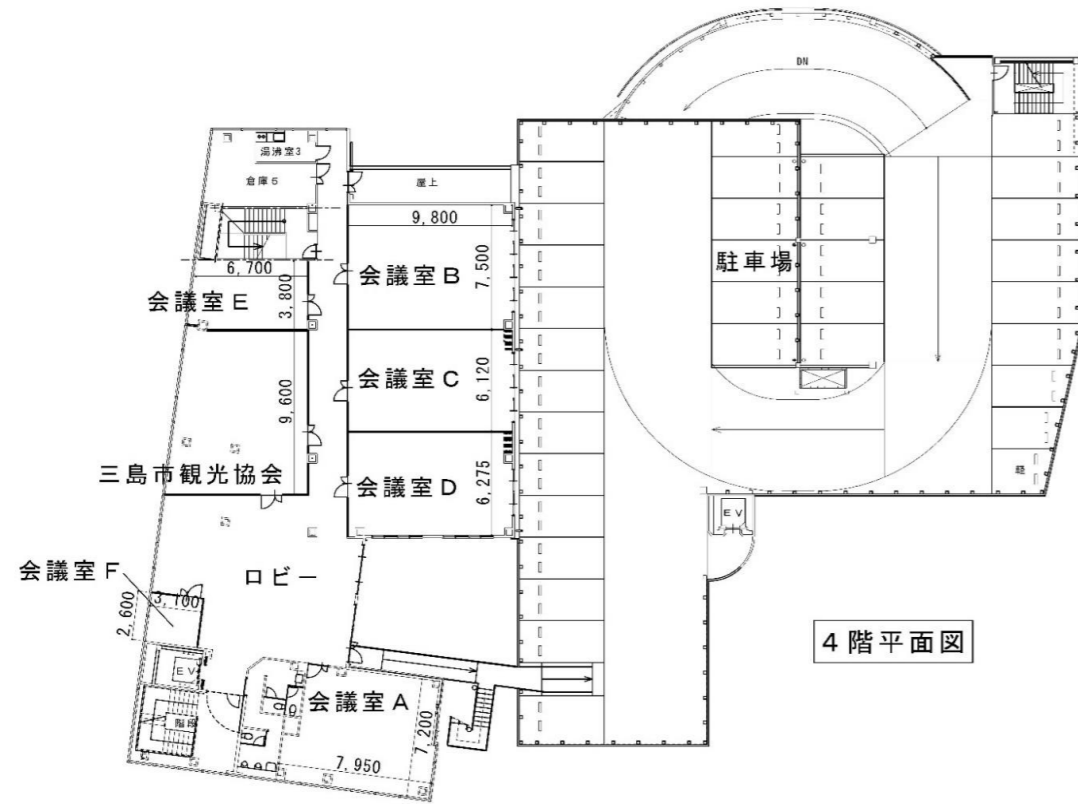 DN
湯沸室3
倉庫5
屋上
9,800
7,500
会議室B
6,700
3,800
会議室E
駐車場
会議室C
6,120
9,600
三島市観光協会
会議室D
6,275
軽
EV
ロビー
会議室F
3,100
2,600
4階平面図
EV
階段
会議室A
7,200
7,950